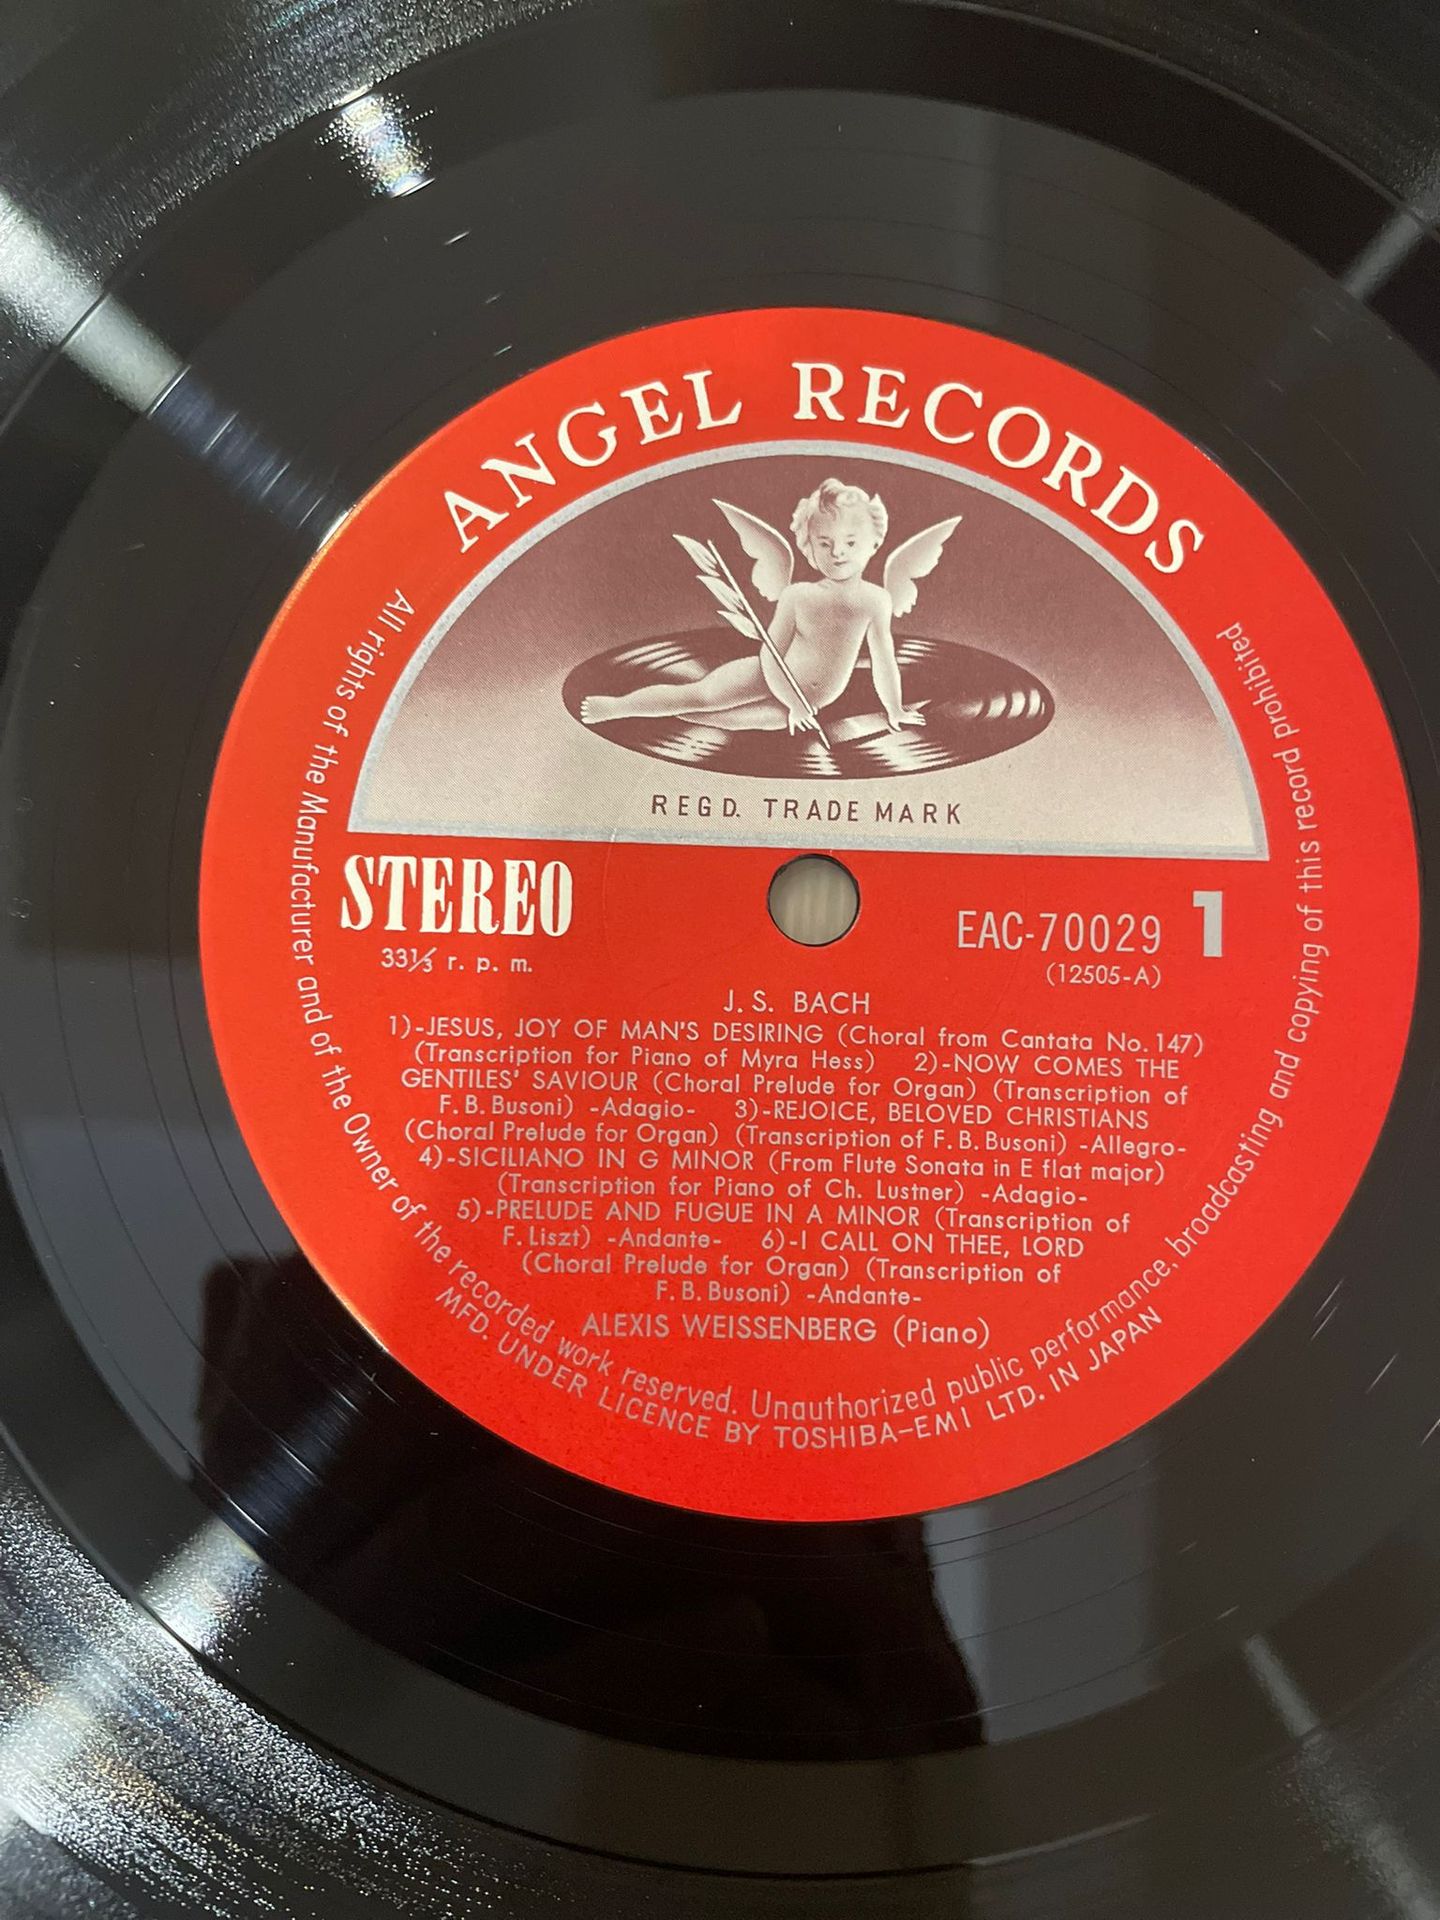 ANGEL RECORDS
REGD. TRADE MARK
STEREO
33⅓ r. p. m.
EAC-70029 1
(12505-A)
J. S. BACH
1)-JESUS, JOY OF MAN'S DESIRING (Choral from Cantata No. 147)
(Transcription for Piano of Myra Hess) 2)-NOW COMES THE
GENTILES' SAVIOUR (Choral Prelude for Organ) (Transcription of
F. B. Busoni) -Adagio- 3)-REJOICE, BELOVED CHRISTIANS
(Choral Prelude for Organ) (Transcription of F. B. Busoni) -Allegro-
4)-SICILIANO IN G MINOR (From Flute Sonata in E flat major)
(Transcription for Piano of Ch. Lustner) -Adagio-
5)-PRELUDE AND FUGUE IN A MINOR (Transcription of
F. Liszt) -Andante- 6)-I CALL ON THEE, LORD
(Choral Prelude for Organ) (Transcription of
F. B. Busoni) -Andante-
ALEXIS WEISSENBERG (Piano)
All rights of the Manufacturer and of the Owner of the recorded work reserved. Unauthorized public performance, broadcasting and copying of this record prohibited
MFD. UNDER LICENCE BY TOSHIBA-EMI LTD. IN JAPAN